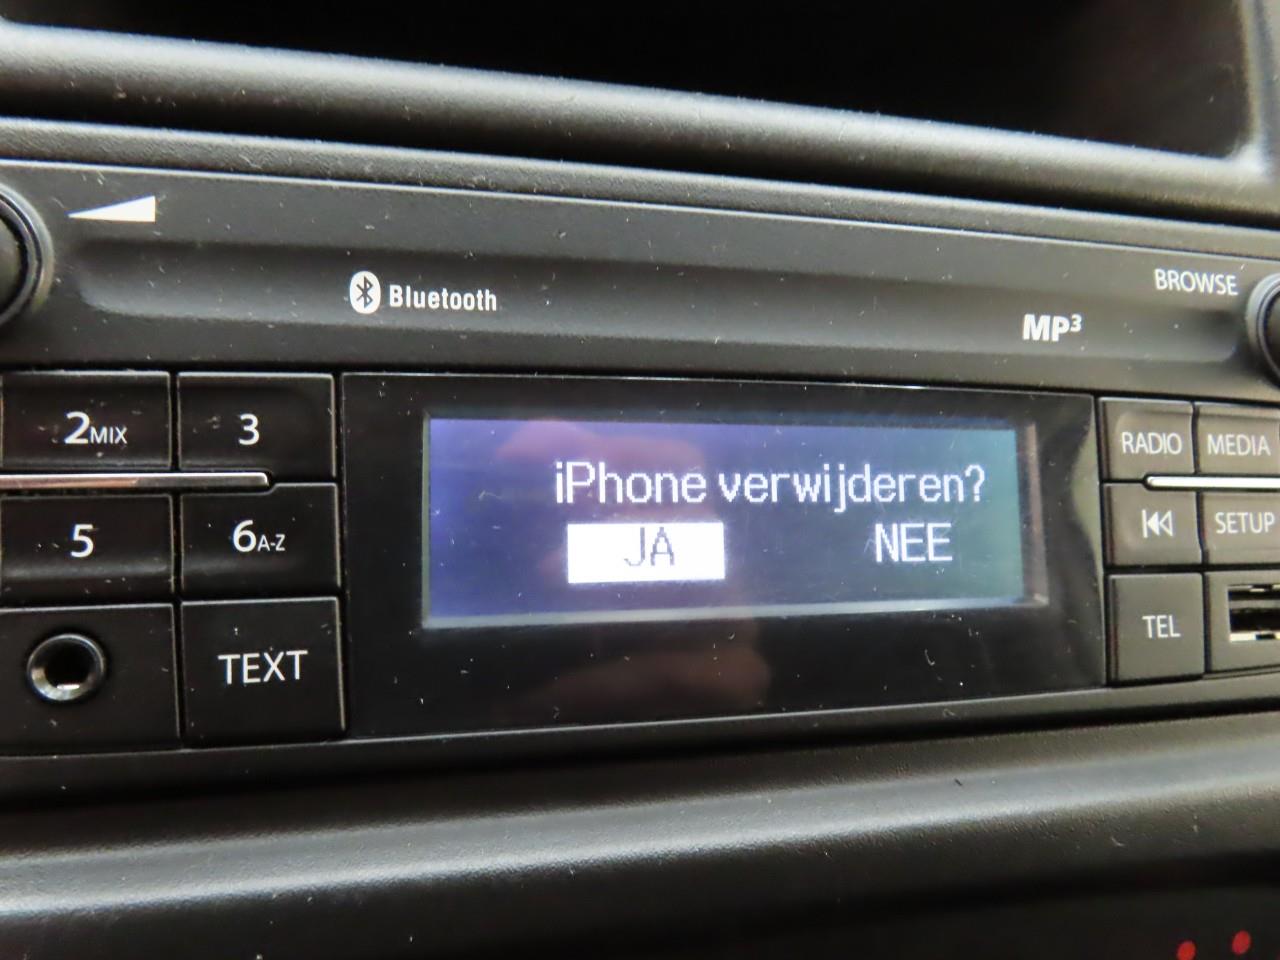 Bluetooth
BROWSE
MP3
2MIX
3
RADIO
MEDIA
iPhone verwijderen?
JA
NEE
5
6A-Z
SETUP
TEXT
TEL